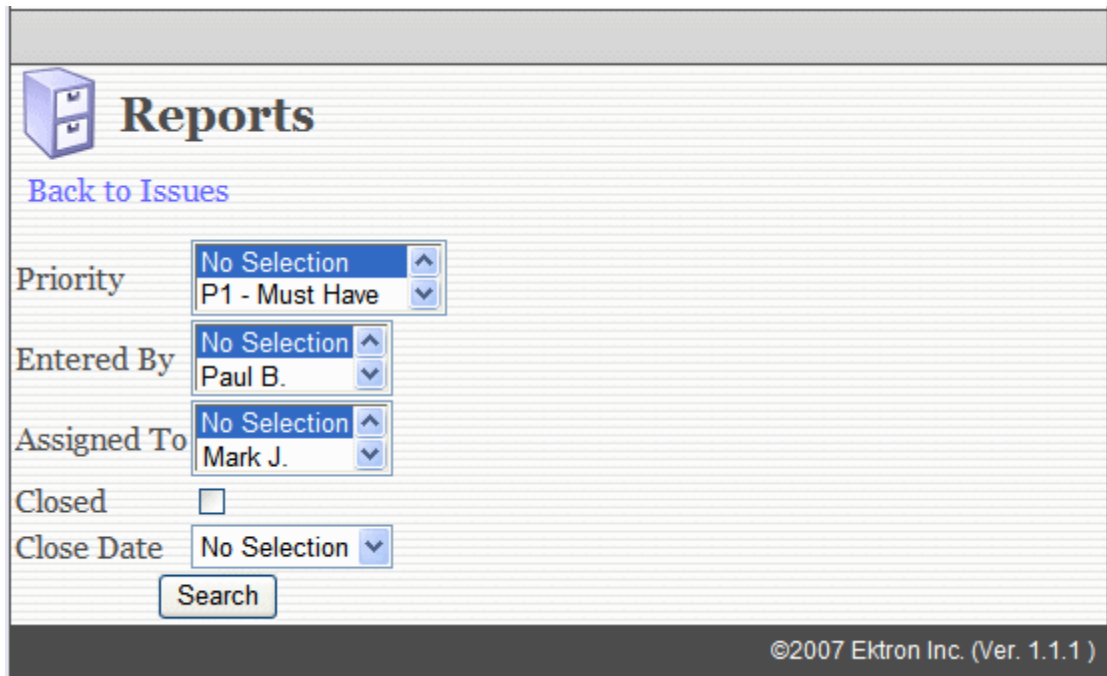 Reports
Back to Issues
Priority
No Selection
P1 - Must Have
Entered By
No Selection
Paul B.
Assigned To
No Selection
Mark J.
Closed
Close Date
No Selection
Search
©2007 Ektron Inc. (Ver. 1.1.1 )